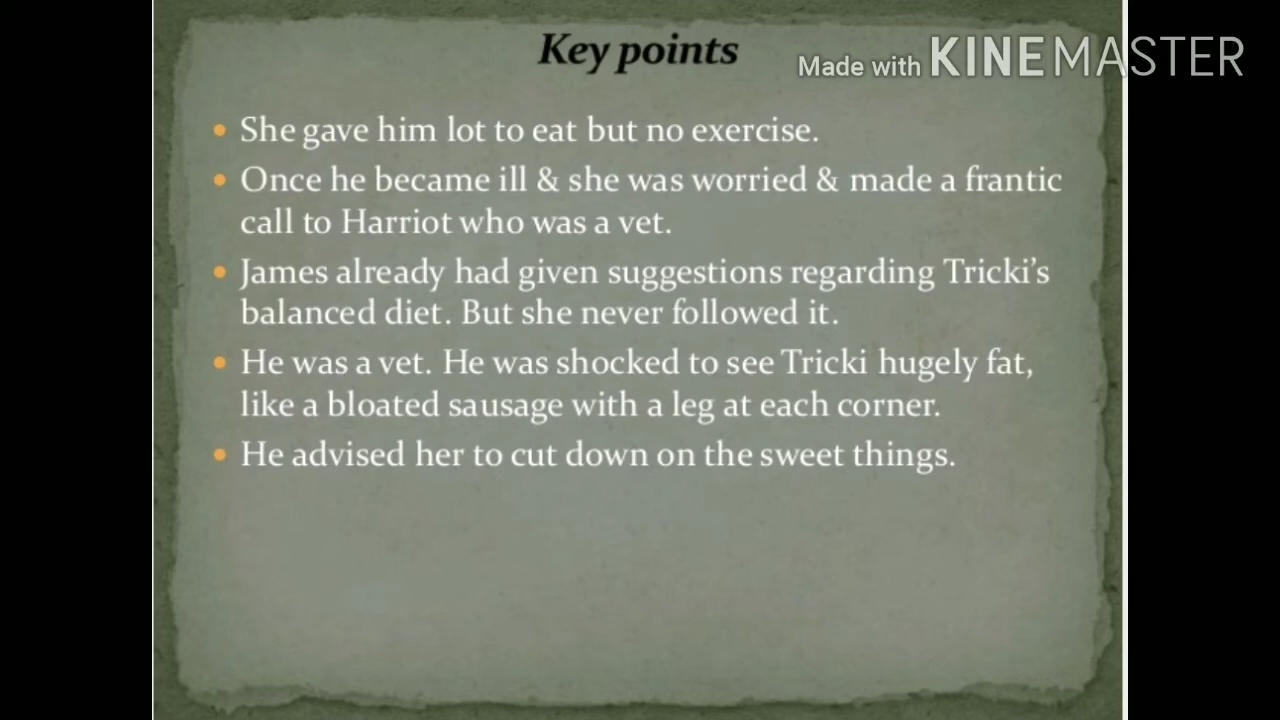 Key points
Made with KINEMASTER
• She gave him lot to eat but no exercise.
• Once he became ill & she was worried & made a frantic
call to Harriot who was a vet.
• James already had given suggestions regarding Tricki’s
balanced diet. But she never followed it.
• He was a vet. He was shocked to see Tricki hugely fat,
like a bloated sausage with a leg at each corner.
• He advised her to cut down on the sweet things.